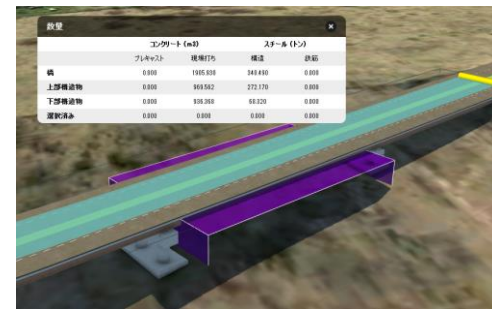 数量
コンクリート (m3) スチール (トン)
プレキャスト 現場打ち 構造 鉄筋
橋 0.000 1905.930 340.490 0.000
上部構造物 0.000 969.562 272.170 0.000
下部構造物 0.000 936.368 68.320 0.000
選択済み 0.000 0.000 0.000 0.000